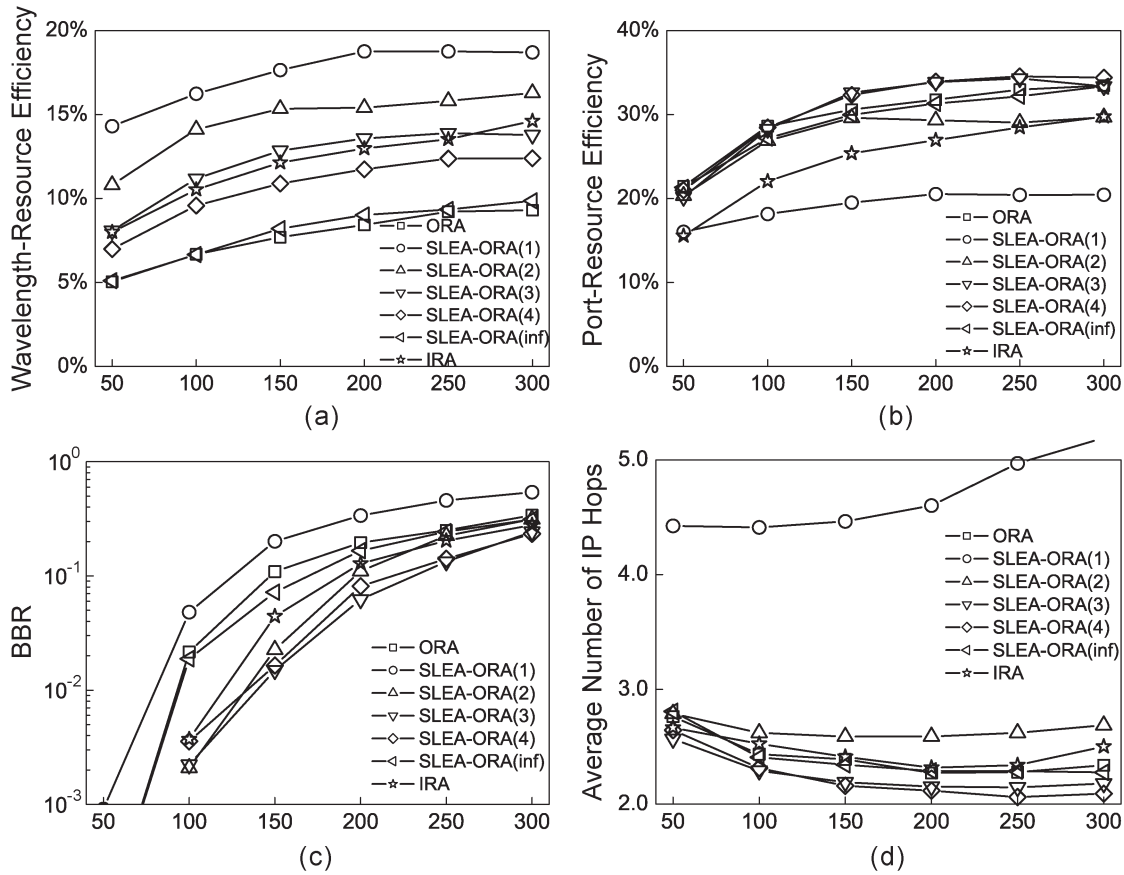 Wavelength-Resource Efficiency
20%
15%
10%
5%
0%
50 100 150 200 250 300
ORA
SLEA-ORA(1)
SLEA-ORA(2)
SLEA-ORA(3)
SLEA-ORA(4)
SLEA-ORA(inf)
IRA
(a)
Port-Resource Efficiency
40%
30%
20%
10%
0%
50 100 150 200 250 300
ORA
SLEA-ORA(1)
SLEA-ORA(2)
SLEA-ORA(3)
SLEA-ORA(4)
SLEA-ORA(inf)
IRA
(b)
BBR
10⁰
10⁻¹
10⁻²
10⁻³
50 100 150 200 250 300
ORA
SLEA-ORA(1)
SLEA-ORA(2)
SLEA-ORA(3)
SLEA-ORA(4)
SLEA-ORA(inf)
IRA
(c)
Average Number of IP Hops
5.0
4.0
3.0
2.0
50 100 150 200 250 300
ORA
SLEA-ORA(1)
SLEA-ORA(2)
SLEA-ORA(3)
SLEA-ORA(4)
SLEA-ORA(inf)
IRA
(d)